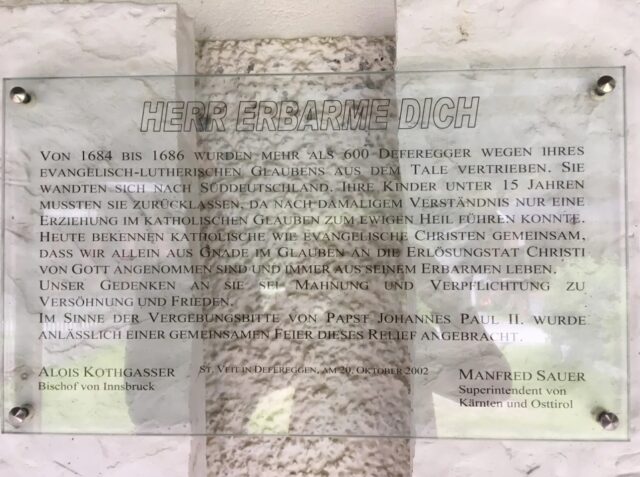 HERR ERBARME DICH
VON 1684 BIS 1686 WURDEN MEHR ALS 600 DEFEREGGER WEGEN IHRES
EVANGELISCH-LUTHERISCHEN GLAUBENS AUS DEM TALE VERTRIEBEN. SIE
WANDTEN SICH NACH SÜDDEUTSCHLAND. IHRE KINDER UNTER 15 JAHREN
MUSSTEN SIE ZURÜCKLASSEN, DA NACH DAMALIGEM VERSTÄNDNIS NUR EINE
ERZIEHUNG IM KATHOLISCHEN GLAUBEN ZUM EWIGEN HEIL FÜHREN KONNTE.
HEUTE BEKENNEN KATHOLISCHE WIE EVANGELISCHE CHRISTEN GEMEINSAM,
DASS WIR ALLEIN AUS GNADE IM GLAUBEN AN DIE ERLÖSUNGSTAT CHRISTI
VON GOTT ANGENOMMEN SIND UND IMMER AUS SEINEM ERBARMEN LEBEN.
UNSER GEDENKEN AN SIE SEI MAHNUNG UND VERPFLICHTUNG ZU
VERSÖHNUNG UND FRIEDEN.
IM SINNE DER VERGEBUNGSBITTE VON PAPST JOHANNES PAUL II. WURDE
ANLÄSSLICH EINER GEMEINSAMEN FEIER DIESES RELIEF ANGEBRACHT.
ALOIS KOTHGASSER
Bischof von Innsbruck
ST. VEIT IN DEFEREGGEN, AM 20. OKTOBER 2002
MANFRED SAUER
Superintendent von
Kärnten und Osttirol